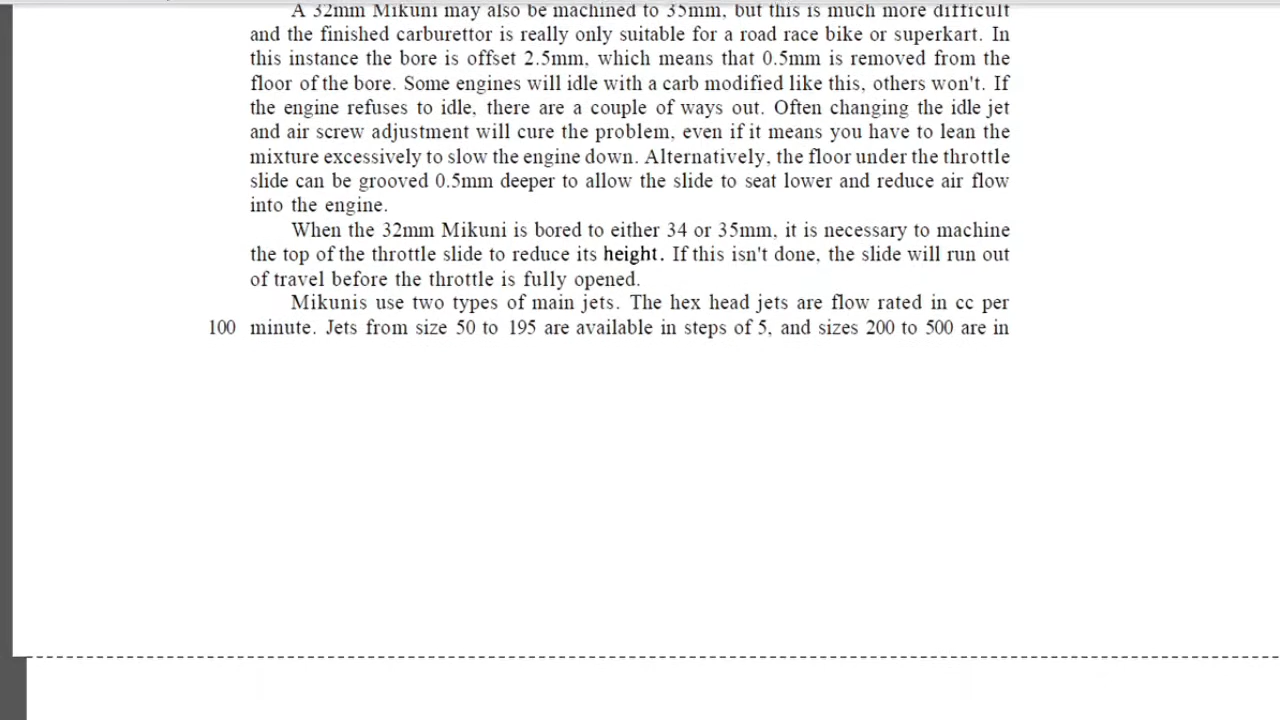 A 32mm Mikuni may also be machined to 35mm, but this is much more difficult
and the finished carburettor is really only suitable for a road race bike or superkart. In
this instance the bore is offset 2.5mm, which means that 0.5mm is removed from the
floor of the bore. Some engines will idle with a carb modified like this, others won't. If
the engine refuses to idle, there are a couple of ways out. Often changing the idle jet
and air screw adjustment will cure the problem, even if it means you have to lean the
mixture excessively to slow the engine down. Alternatively, the floor under the throttle
slide can be grooved 0.5mm deeper to allow the slide to seat lower and reduce air flow
into the engine.
When the 32mm Mikuni is bored to either 34 or 35mm, it is necessary to machine
the top of the throttle slide to reduce its height. If this isn't done, the slide will run out
of travel before the throttle is fully opened.
Mikunis use two types of main jets. The hex head jets are flow rated in cc per
100 minute. Jets from size 50 to 195 are available in steps of 5, and sizes 200 to 500 are in